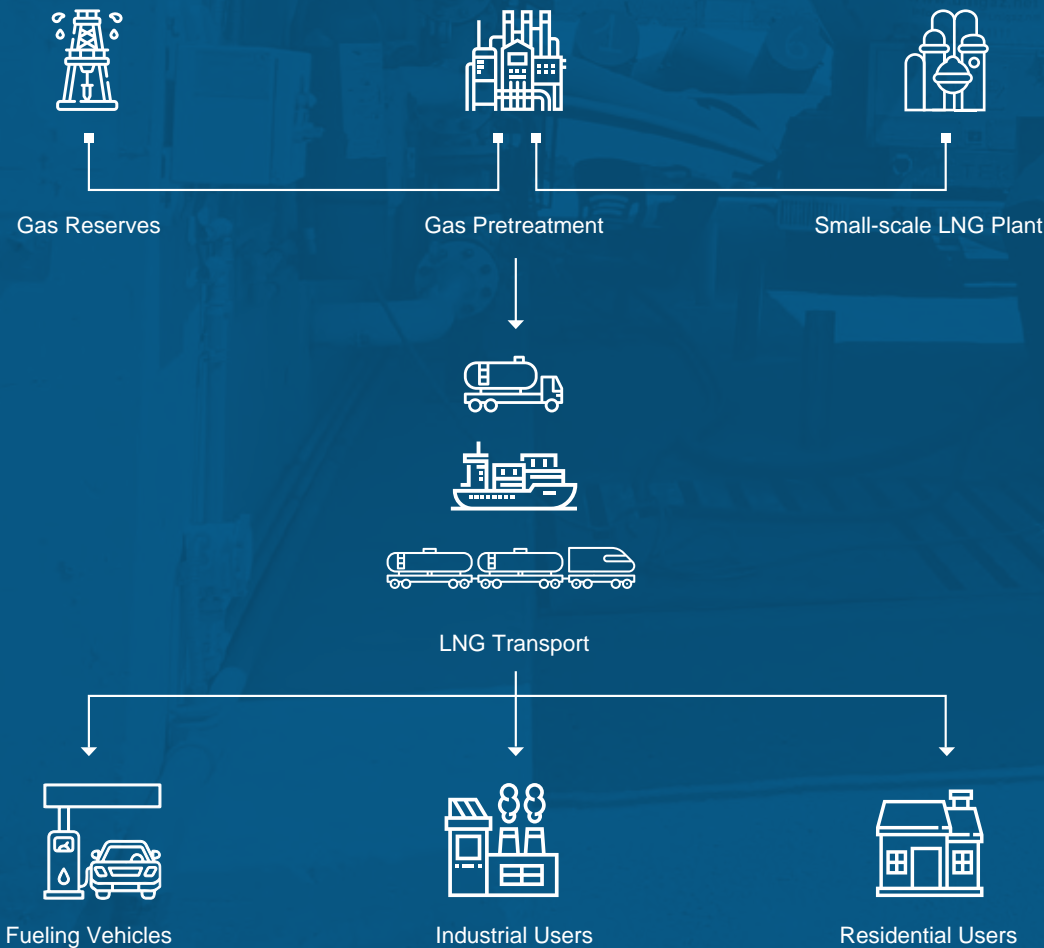 Gas Reserves
Gas Pretreatment
Small-scale LNG Plant
LNG Transport
Fueling Vehicles
Industrial Users
Residential Users